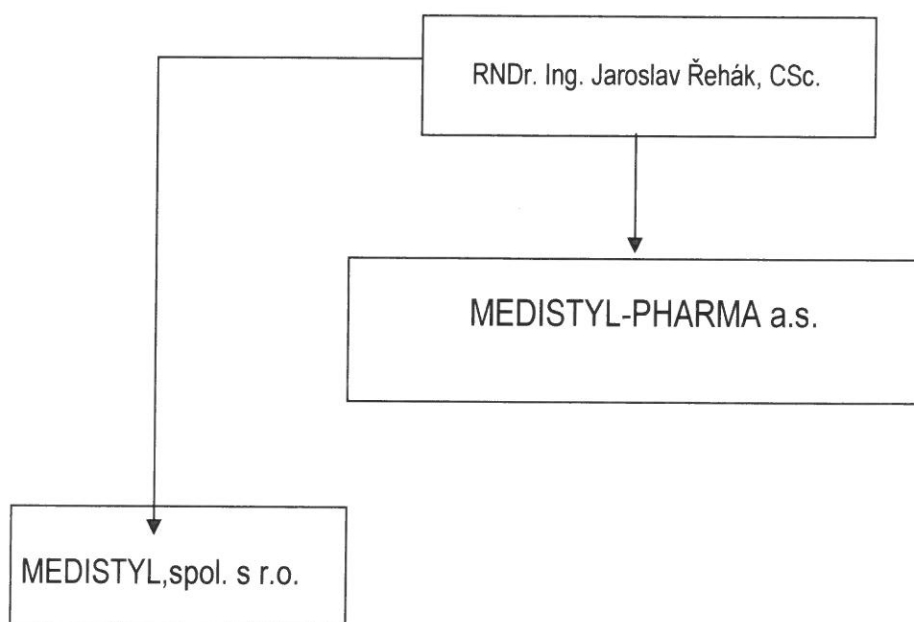 RNDr. Ing. Jaroslav Řehák, CSc.
MEDISTYL-PHARMA a.s.
MEDISTYL,spol. s r.o.